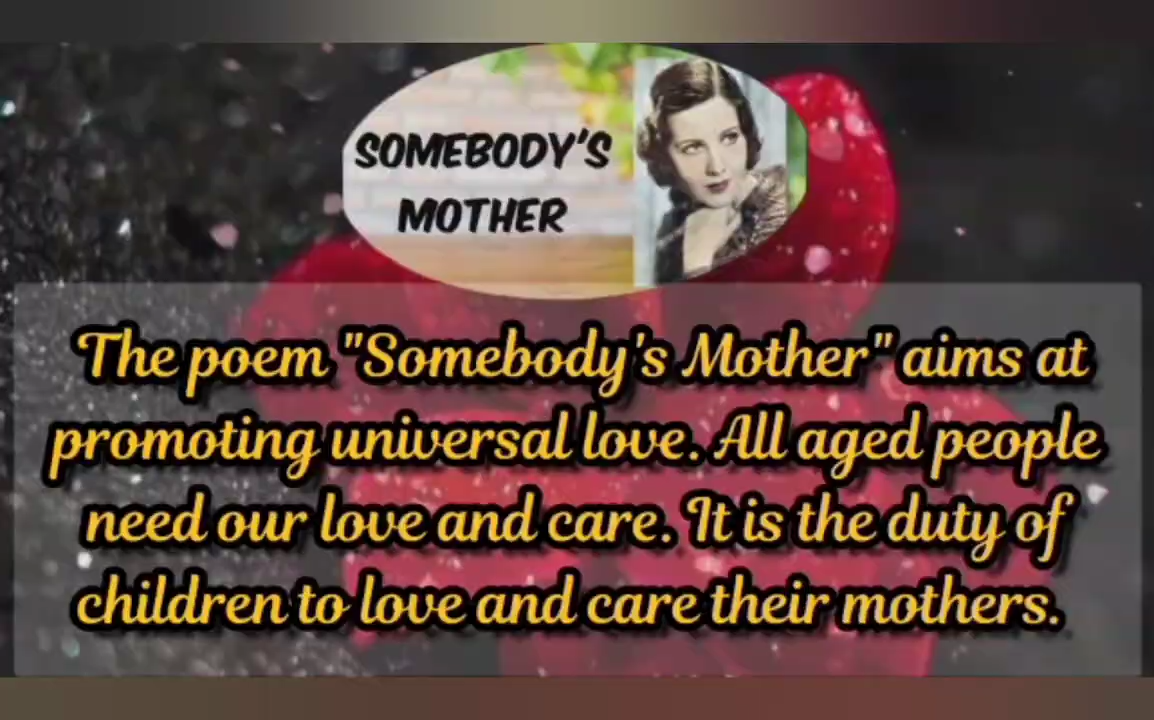 SOMEBODY'S
MOTHER
The poem "Somebody's Mother" aims at
promoting universal love. All aged people
need our love and care. It is the duty of
children to love and care their mothers.